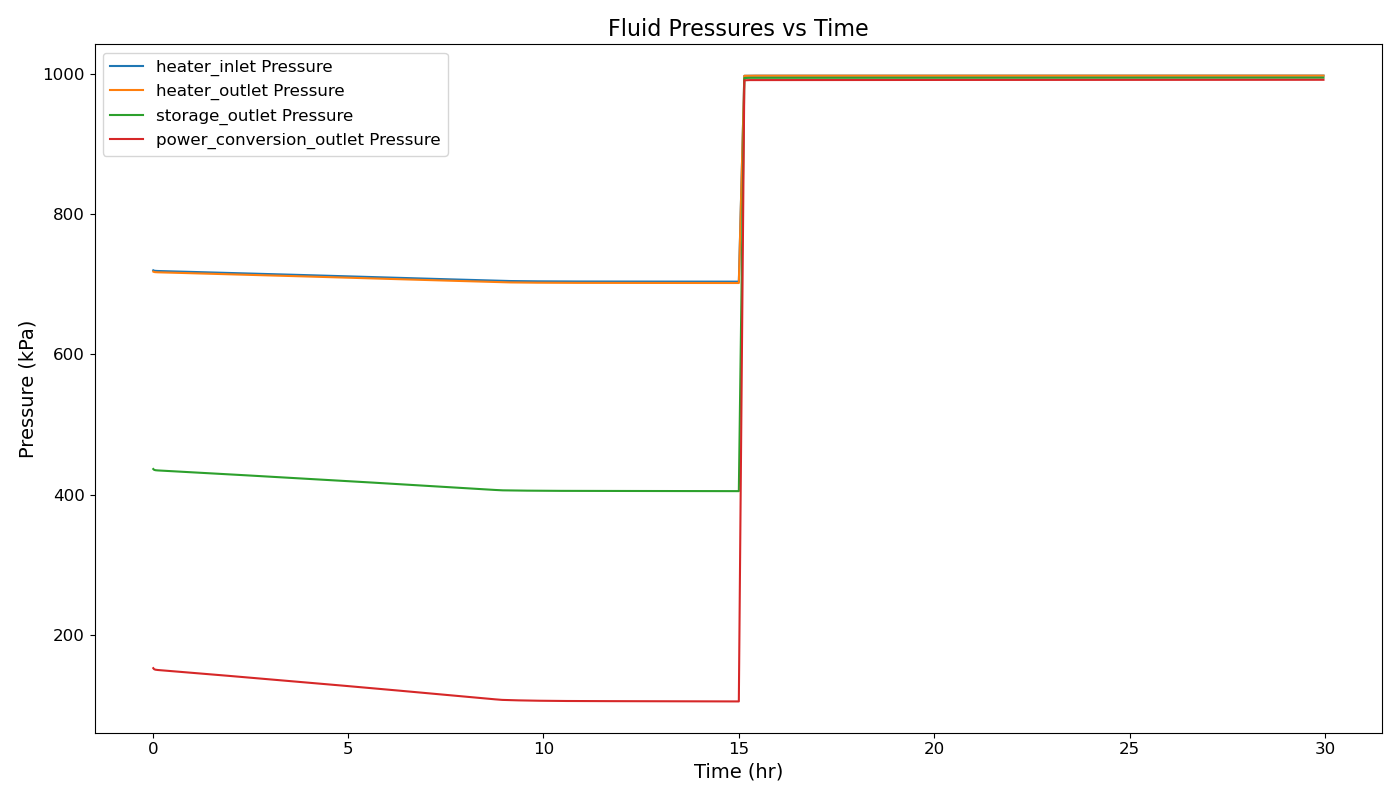 Fluid Pressures vs Time
heater_inlet Pressure
heater_outlet Pressure
storage_outlet Pressure
power_conversion_outlet Pressure
Pressure (kPa)
1000
800
600
400
200
0 5 10 15 20 25 30
Time (hr)